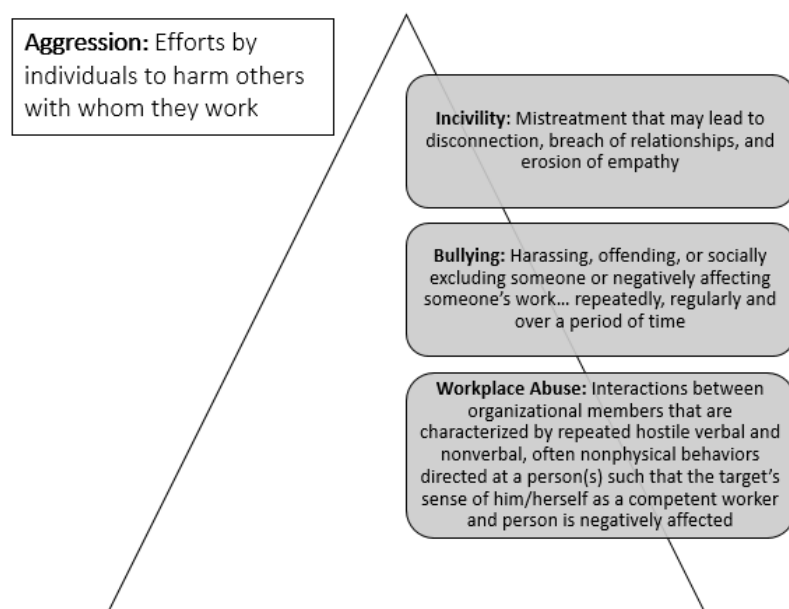 Aggression: Efforts by
individuals to harm others
with whom they work
Incivility: Mistreatment that may lead to
disconnection, breach of relationships, and
erosion of empathy
Bullying: Harassing, offending, or socially
excluding someone or negatively affecting
someone’s work… repeatedly, regularly and
over a period of time
Workplace Abuse: Interactions between
organizational members that are
characterized by repeated hostile verbal and
nonverbal, often nonphysical behaviors
directed at a person(s) such that the target’s
sense of him/herself as a competent worker
and person is negatively affected